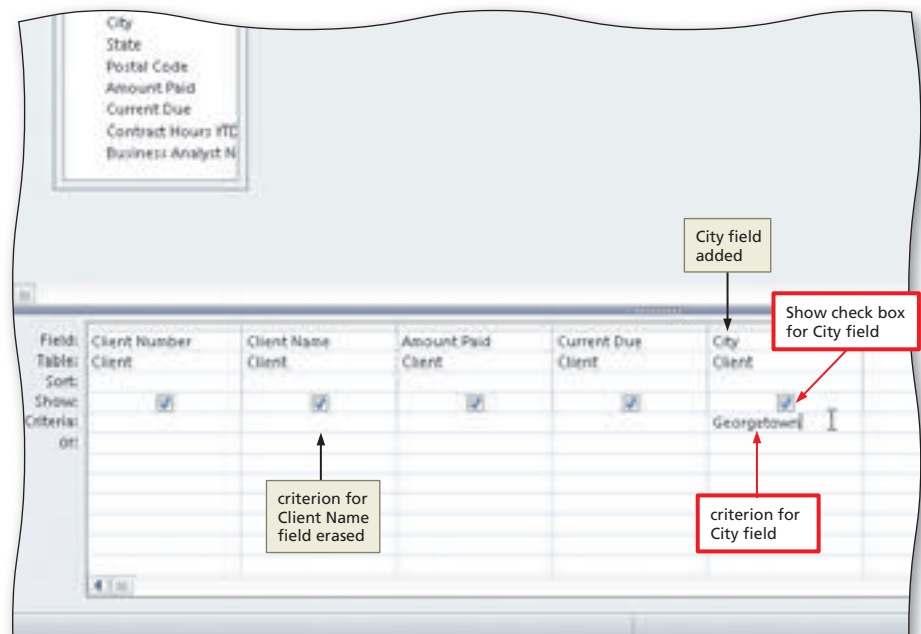 City
State
Postal Code
Amount Paid
Current Due
Contract Hours YTD
Business Analyst N
City field
added
Show check box
for City field
Field: Client Number Client Name Amount Paid Current Due City
Table: Client Client Client Client Client
Sort:
Show:
Criteria: Georgetown
or:
criterion for
Client Name
field erased
criterion for
City field